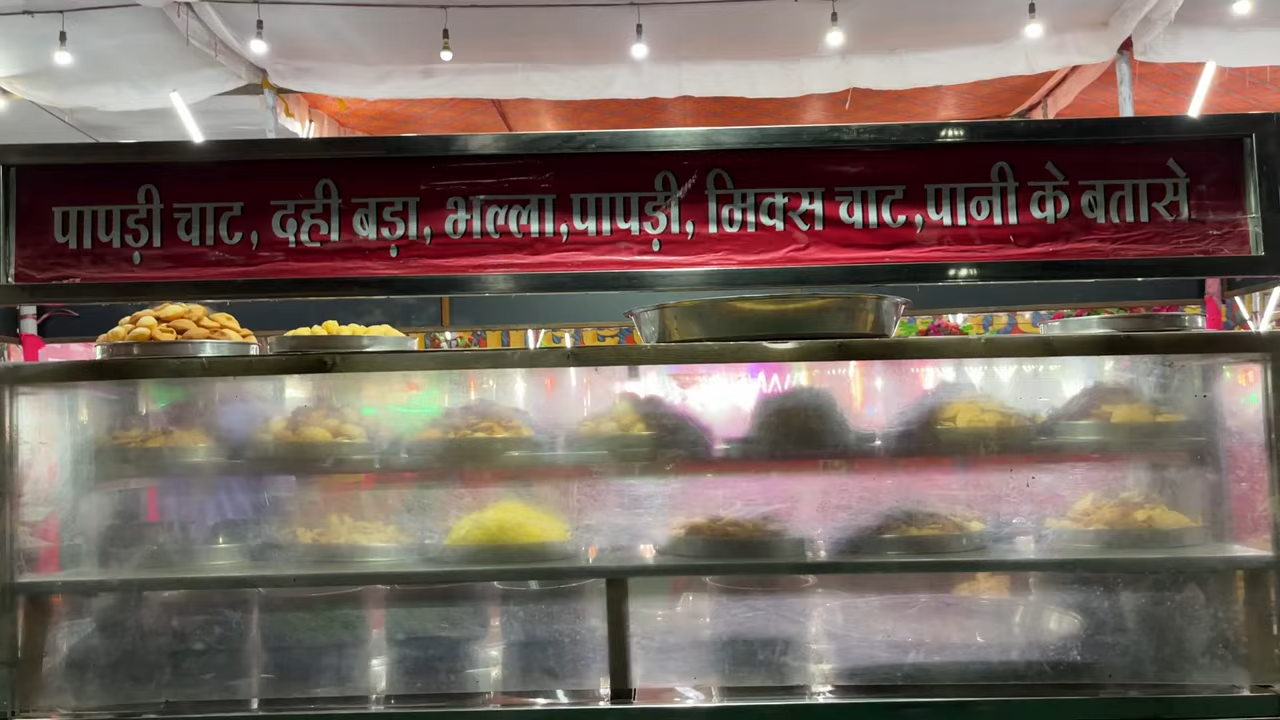 पापड़ी चाट, दही बड़ा, भल्ला,पापड़ी, मिक्स चाट,पानी के बतासे